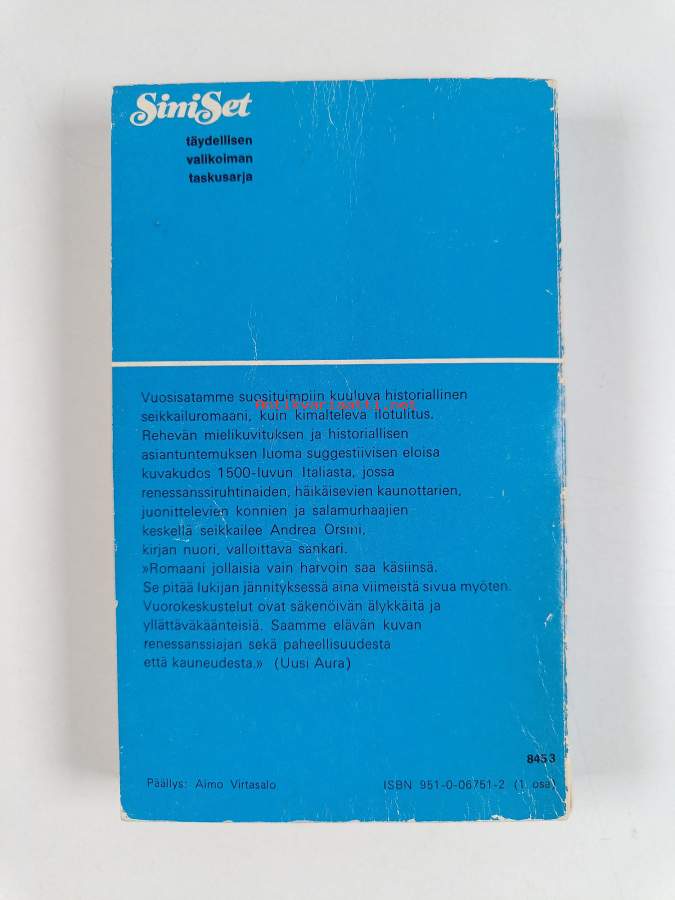 SiniSet
täydellisen
valikoiman
taskusarja
Vuosisatamme suosituimpiin kuuluva historiallinen
antikvariaatti.net
seikkailuromaani, kuin kimalteleva ilotulitus.
Rehevän mielikuvituksen ja historiallisen
asiantuntemuksen luoma suggestiivisen eloisa
kuvakudos 1500-luvun Italiasta, jossa
renessanssiruhtinaiden, häikäisevien kaunottarien,
juonittelevien konnien ja salamurhaajien
keskellä seikkailee Andrea Orsini,
kirjan nuori, valloittava sankari.
»Romaani jollaisia vain harvoin saa käsiinsä.
Se pitää lukijan jännityksessä aina viimeistä sivua myöten.
Vuorokeskustelut ovat säkenöivän älykkäitä ja
yllättäväkäänteisiä. Saamme elävän kuvan
renessanssiajan sekä paheellisuudesta
että kauneudesta.» (Uusi Aura)
8453
Päällys: Aimo Virtasalo
ISBN 951-0-06751-2 (1. osa)